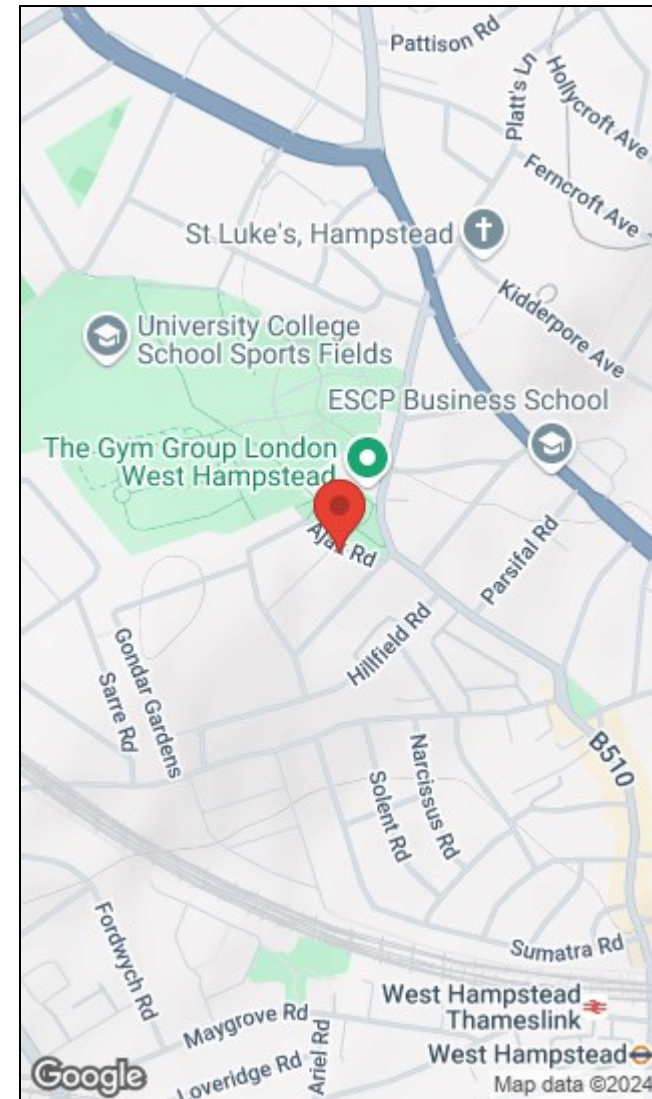 Pattison Rd
Platt's Ln
Hollycroft Ave
Ferncroft Ave
St Luke's, Hampstead
Kidderpore Ave
University College
School Sports Fields
ESCP Business School
The Gym Group London
West Hampstead
Rd
Parsifal Rd
Hillfield Rd
Gondar Gardens
Sarre Rd
B510
Narcissus Rd
Solent Rd
Fordwych Rd
Sumatra Rd
West Hampstead
Thameslink
Maygrove Rd
Ariel Rd
West Hampstead
Loveridge Rd
Google
Map data ©2024